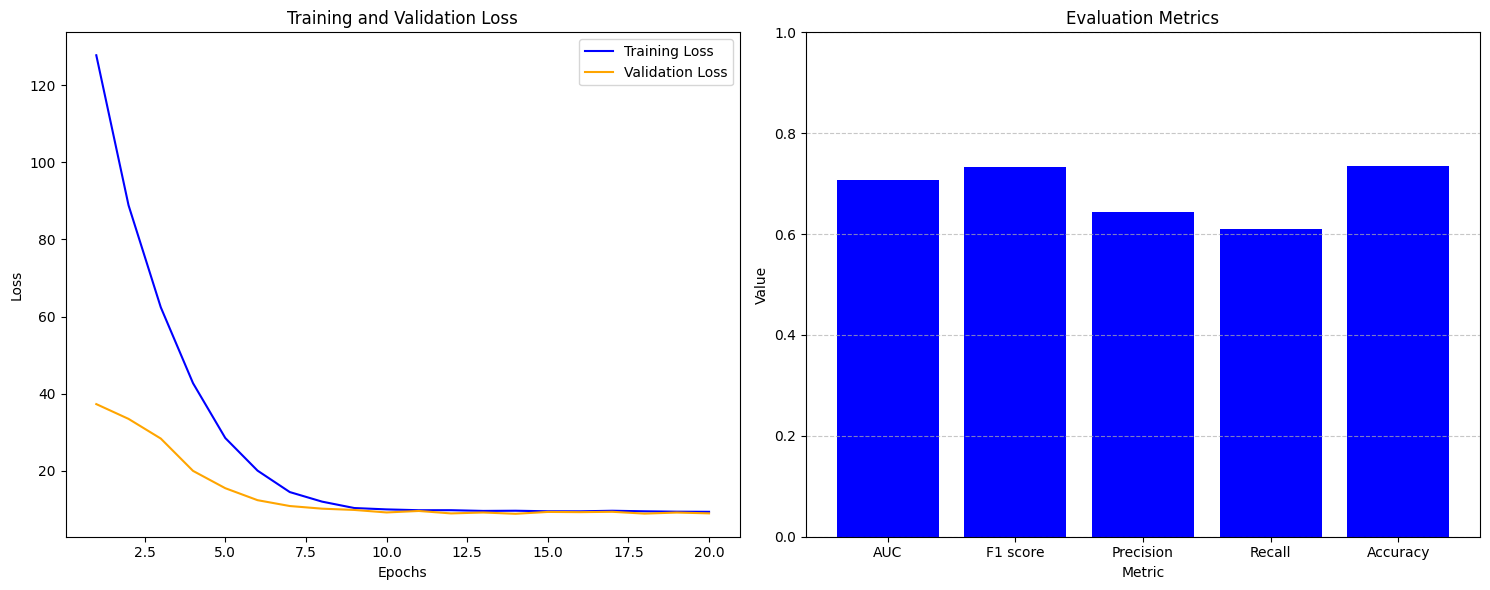 Training and Validation Loss
Training Loss
Validation Loss
120
100
80
60
40
20
Loss
2.5 5.0 7.5 10.0 12.5 15.0 17.5 20.0
Epochs
Evaluation Metrics
1.0
0.8
0.6
0.4
0.2
0.0
Value
AUC F1 score Precision Recall Accuracy
Metric